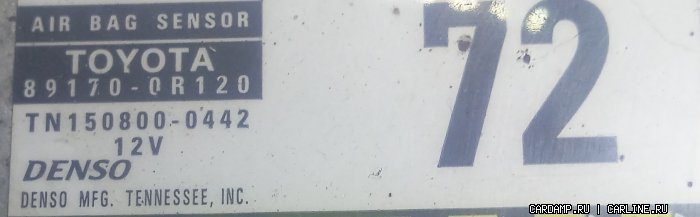 AIR BAG SENSOR
TOYOTA
89170-0R120
TN150800-0442
12V
DENSO
DENSO MFG. TENNESSEE, INC.
72
CARDAMP.RU | CARLINE.RU